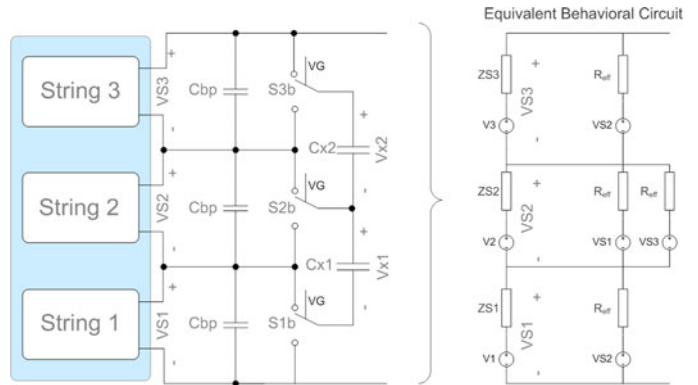 Equivalent Behavioral Circuit
String 3
+
VS3
-
Cbp
S3b
VG
Cx2
+
Vx2
-
String 2
+
VS2
-
Cbp
S2b
VG
Cx1
+
Vx1
-
String 1
+
VS1
-
Cbp
S1b
VG
ZS3
+
VS3
-
Reff
V3
VS2
ZS2
+
VS2
-
Reff
Reff
V2
VS1
VS3
ZS1
+
VS1
-
Reff
V1
VS2